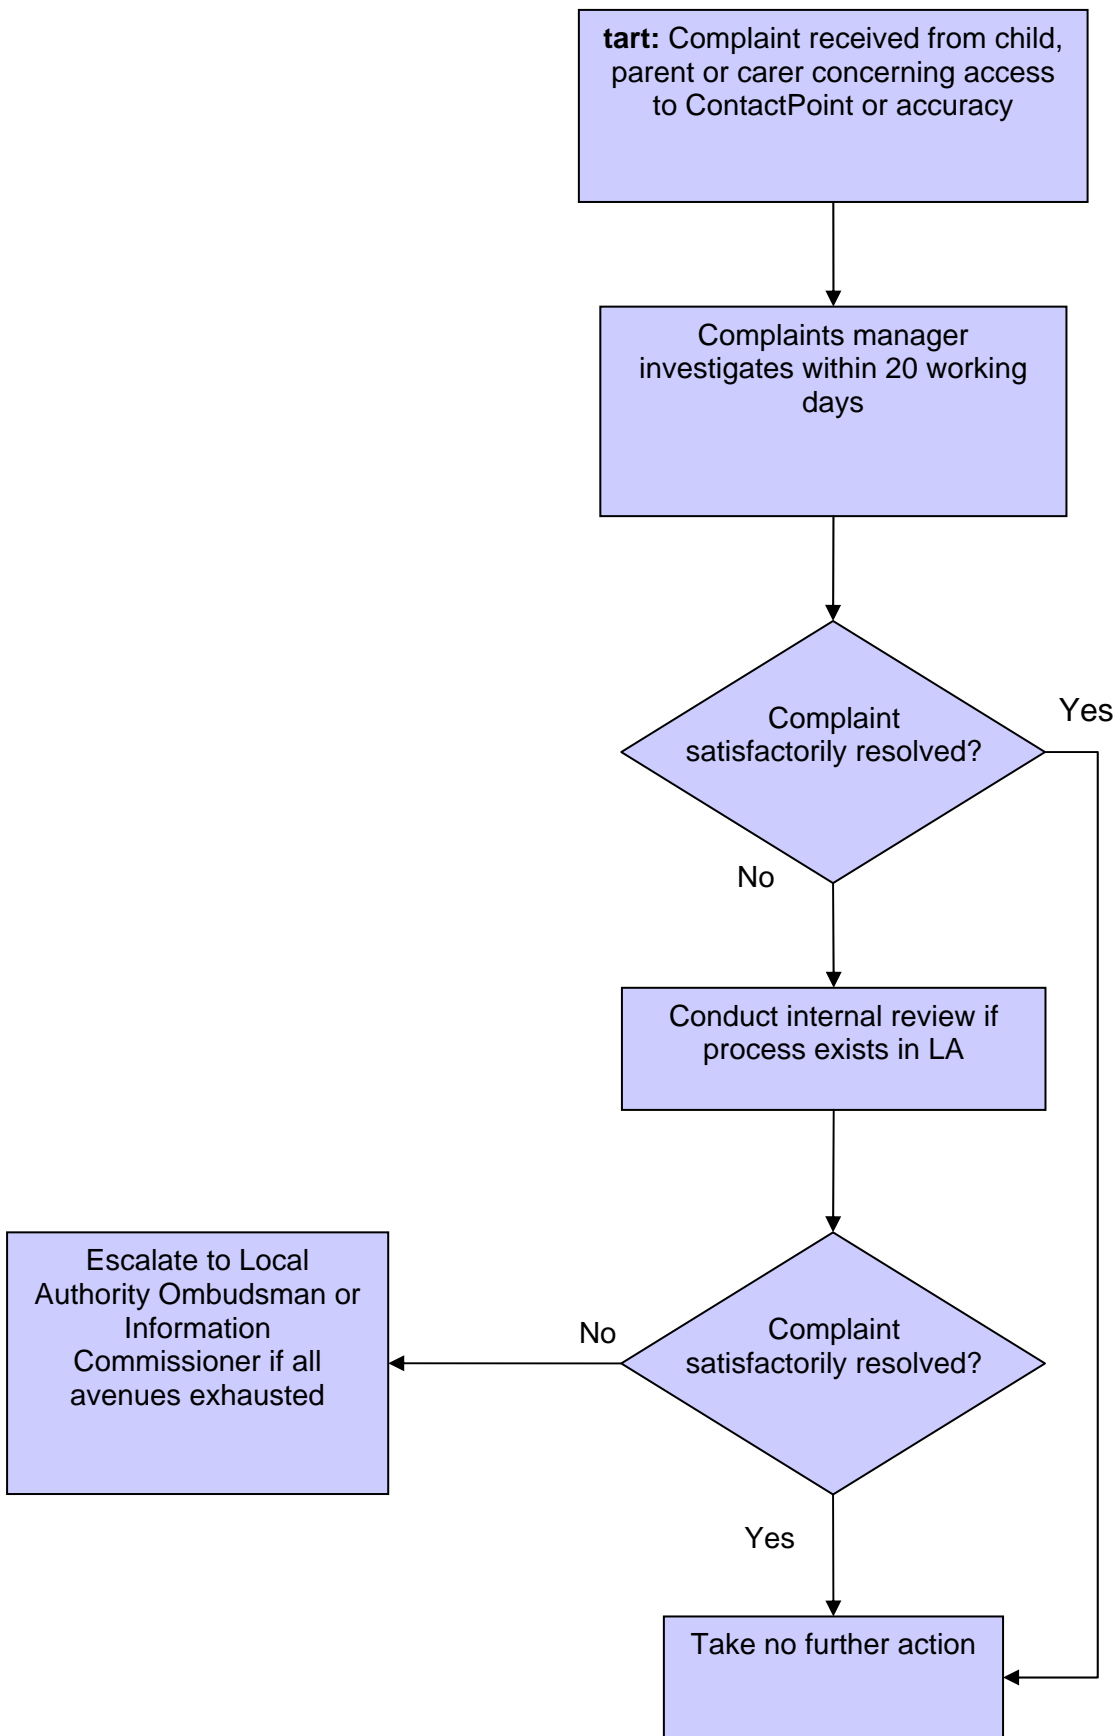 tart: Complaint received from child,
parent or carer concerning access
to ContactPoint or accuracy
Complaints manager
investigates within 20 working
days
Complaint
satisfactorily resolved?
Yes
No
Conduct internal review if
process exists in LA
Complaint
satisfactorily resolved?
No
Escalate to Local
Authority Ombudsman or
Information
Commissioner if all
avenues exhausted
Yes
Take no further action